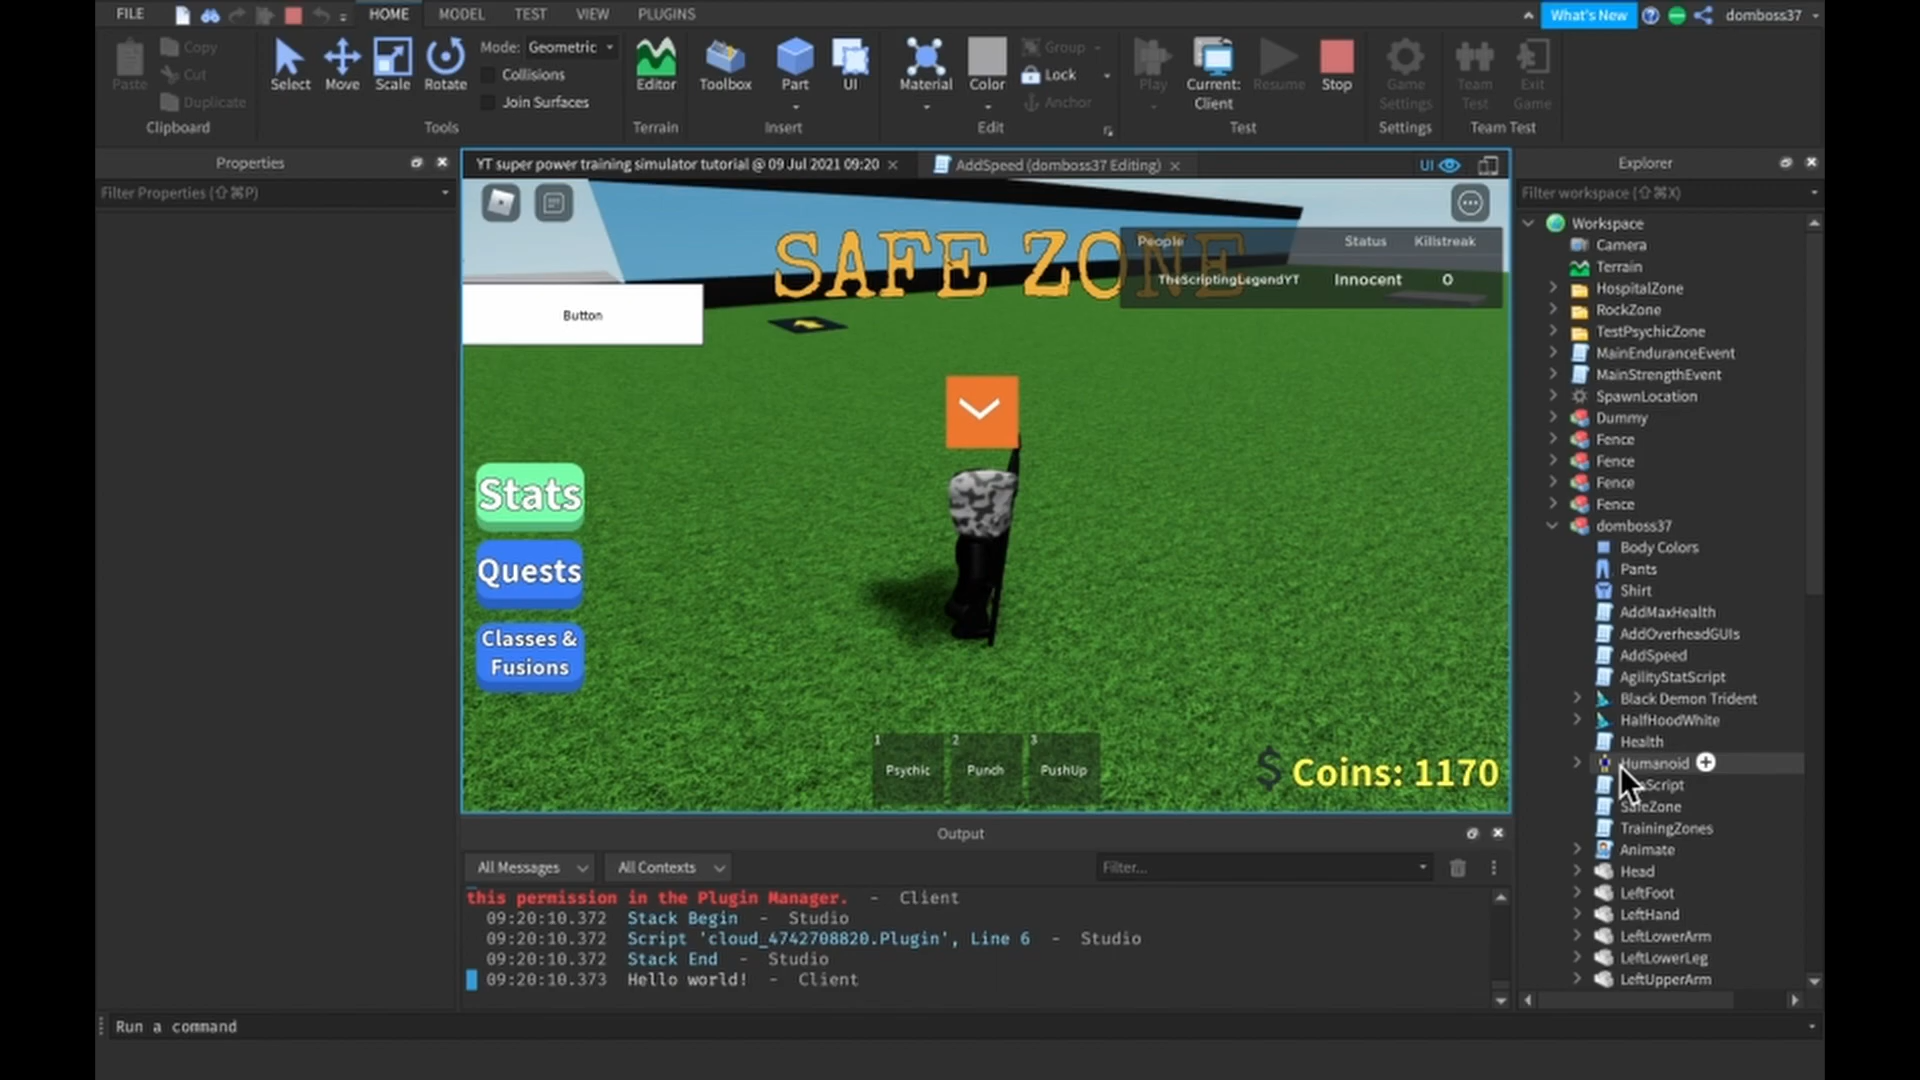 FILE
HOME
MODEL
TEST
VIEW
PLUGINS
What's New
domboss37
Paste
Copy
Cut
Duplicate
Clipboard
Select
Move
Scale
Rotate
Mode: Geometric
Collisions
Join Surfaces
Tools
Editor
Terrain
Toolbox
Part
UI
Insert
Material
Color
Group
Lock
Anchor
Edit
Play
Current:
Client
Resume
Stop
Test
Game
Settings
Settings
Team
Test
Exit
Game
Team Test
Properties
Filter Properties (⇧⌘P)
YT super power training simulator tutorial @ 09 Jul 2021 09:20
AddSpeed (domboss37 Editing)
UI
SAFE ZONE
People
Status
Killstreak
TheScriptingLegendYT
Innocent
0
Button
Stats
Quests
Classes &
Fusions
1
Psychic
2
Punch
3
PushUp
$ Coins: 1170
Output
All Messages
All Contexts
Filter...
this permission in the Plugin Manager. - Client
09:20:10.372 Stack Begin - Studio
09:20:10.372 Script 'cloud_4742708820.Plugin', Line 6 - Studio
09:20:10.372 Stack End - Studio
09:20:10.373 Hello world! - Client
Run a command
Explorer
Filter workspace (⇧⌘X)
Workspace
Camera
Terrain
HospitalZone
RockZone
TestPsychicZone
MainEnduranceEvent
MainStrengthEvent
SpawnLocation
Dummy
Fence
Fence
Fence
Fence
domboss37
Body Colors
Pants
Shirt
AddMaxHealth
AddOverheadGUIs
AddSpeed
AgilityStatScript
Black Demon Trident
HalfHoodWhite
Health
Humanoid
SafeZone
TrainingZones
Animate
Head
LeftFoot
LeftHand
LeftLowerArm
LeftLowerLeg
LeftUpperArm